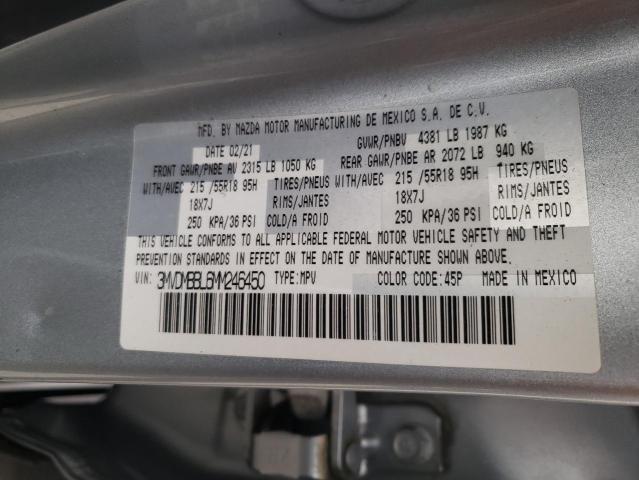 MFD. BY MAZDA MOTOR MANUFACTURING DE MEXICO S.A. DE C.V.
DATE 02/21 GVWR/PNBV 4381 LB 1987 KG
FRONT GAWR/PNBE AV 2315 LB 1050 KG REAR GAWR/PNBE AR 2072 LB 940 KG
WITH/AVEC 215 /55R18 95H TIRES/PNEUS WITH/AVEC 215 /55R18 95H TIRES/PNEUS
18X7J RIMS/JANTES 18X7J RIMS/JANTES
250 KPA/36 PSI COLD/A FROID 250 KPA/36 PSI COLD/A FROID
THIS VEHICLE CONFORMS TO ALL APPLICABLE FEDERAL MOTOR VEHICLE SAFETY AND THEFT
PREVENTION STANDARDS IN EFFECT ON THE DATE OF MANUFACTURE SHOWN ABOVE.
VIN: 3MVDMBBL6MM246450 TYPE:MPV COLOR CODE:45P MADE IN MEXICO